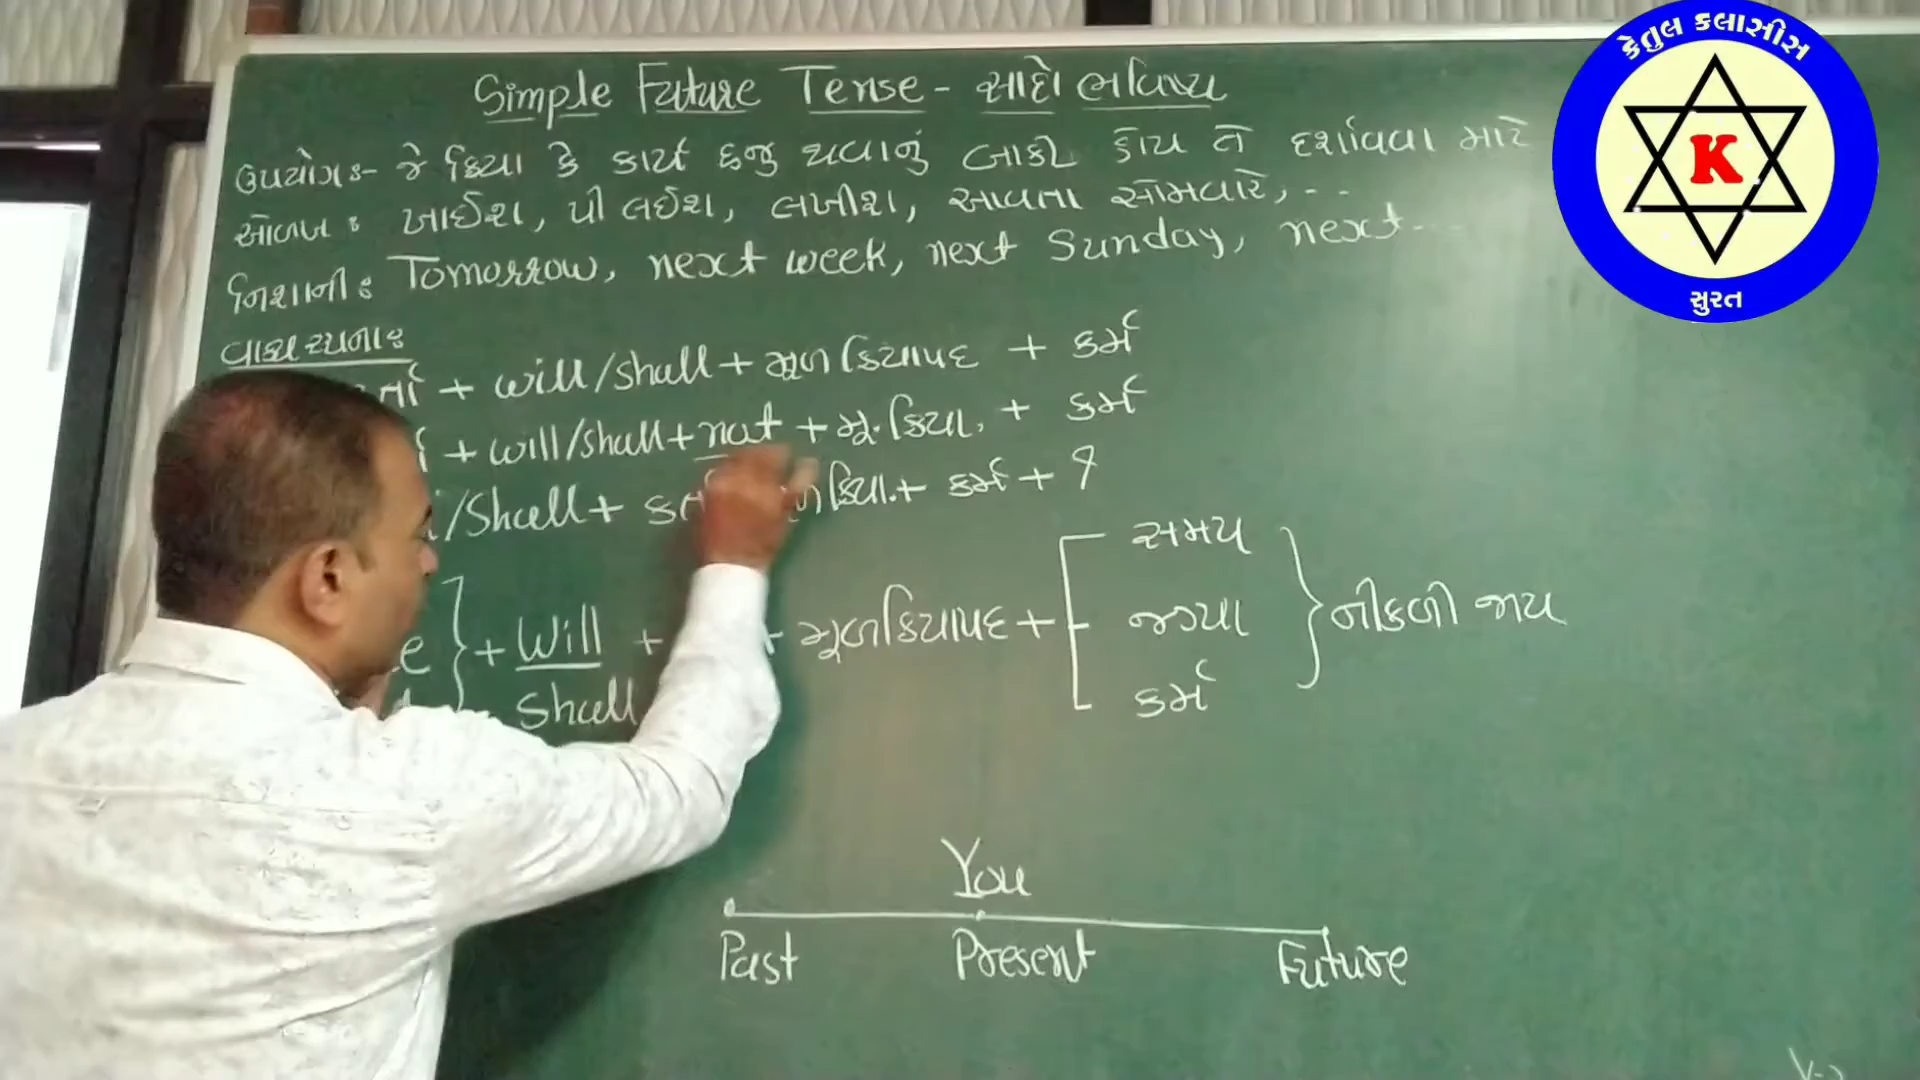 Simple Future Tense - સાદો ભવિષ્ય
ઉપયોગ:- જે ક્રિયા કે કાર્ય હજુ થવાનું બાકી હોય તે દર્શાવવા માટે
ઓળખ : ખાઈશ, પી લઈશ, લખીશ, આવતા સોમવારે, ...
નિશાની : Tomorrow, next week, next Sunday, next...
વાક્ય રચના :
+ will/shall + મૂળ ક્રિયાપદ + કર્મ
+ will/shall + not + મૂ. ક્રિયા. + કર્મ
/Shall + ક્રિયા. + કર્મ + ?
} + Will + + મૂળ ક્રિયાપદ +
Shall
[ સમય
જગ્યા
કર્મ
} નીકળી જાય
You
Past Present Future
કેતુલ કલાસીસ
K
સુરત